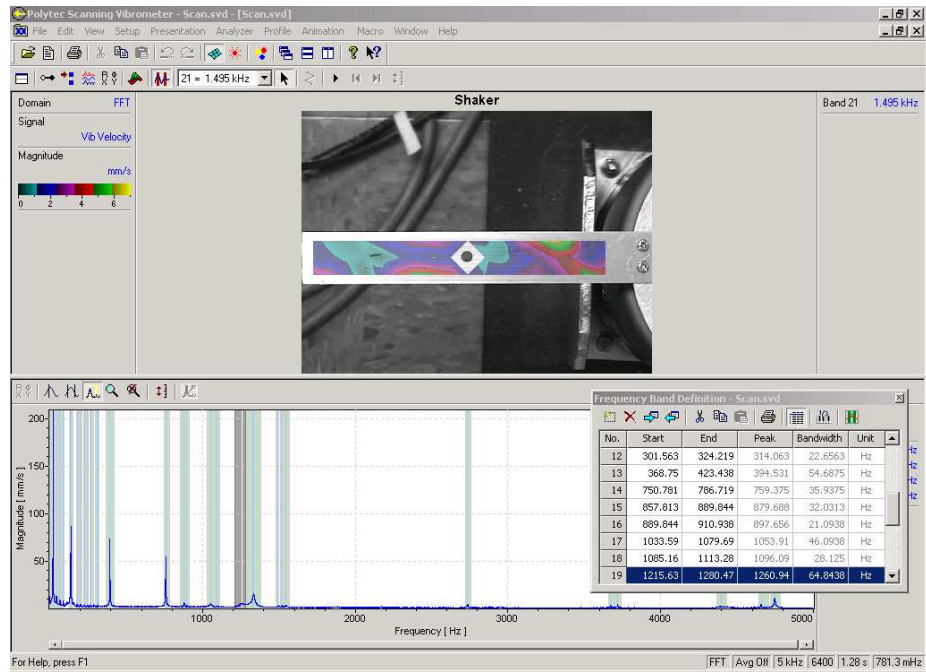 Polytec Scanning Vibrometer - Scan.svd - [Scan.svd]
File Edit View Setup Presentation Analyzer Profile Animation Macro Window Help
21 = 1.495 kHz
Domain FFT
Signal
Vib Velocity
Magnitude
mm/s
0 2 4 6
Shaker
Band 21 1.495 kHz
Frequency Band Definition - Scan.svd
No. Start End Peak Bandwidth Unit
12 301.563 324.219 314.063 22.6563 Hz
13 368.75 423.438 394.531 54.6875 Hz
14 750.781 786.719 759.375 35.9375 Hz
15 857.813 889.844 879.688 32.0313 Hz
16 889.844 910.938 897.656 21.0938 Hz
17 1033.59 1079.69 1053.91 46.0938 Hz
18 1085.16 1113.28 1096.09 28.125 Hz
19 1215.63 1280.47 1260.94 64.8438 Hz
Hz
Hz
Hz
Hz
200
150
100
50
Magnitude [ mm/s ]
1000 2000 3000 4000 5000
Frequency [ Hz ]
For Help, press F1
FFT Avg Off 5 kHz 6400 1.28 s 781.3 mHz